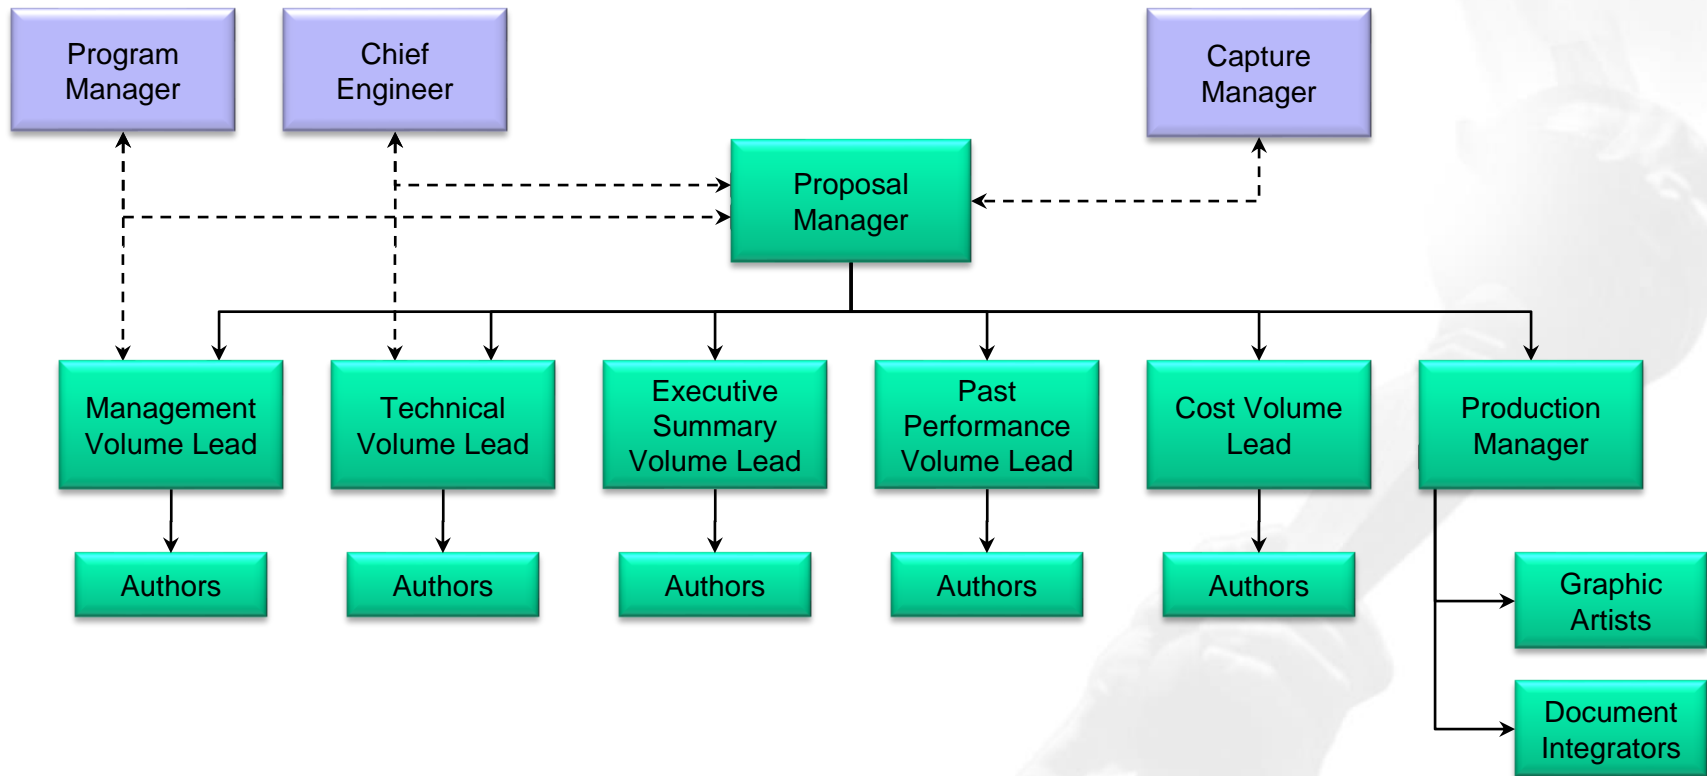 Program
Manager
Chief
Engineer
Capture
Manager
Proposal
Manager
Management
Volume Lead
Technical
Volume Lead
Executive
Summary
Volume Lead
Past
Performance
Volume Lead
Cost Volume
Lead
Production
Manager
Authors
Authors
Authors
Authors
Authors
Graphic
Artists
Document
Integrators